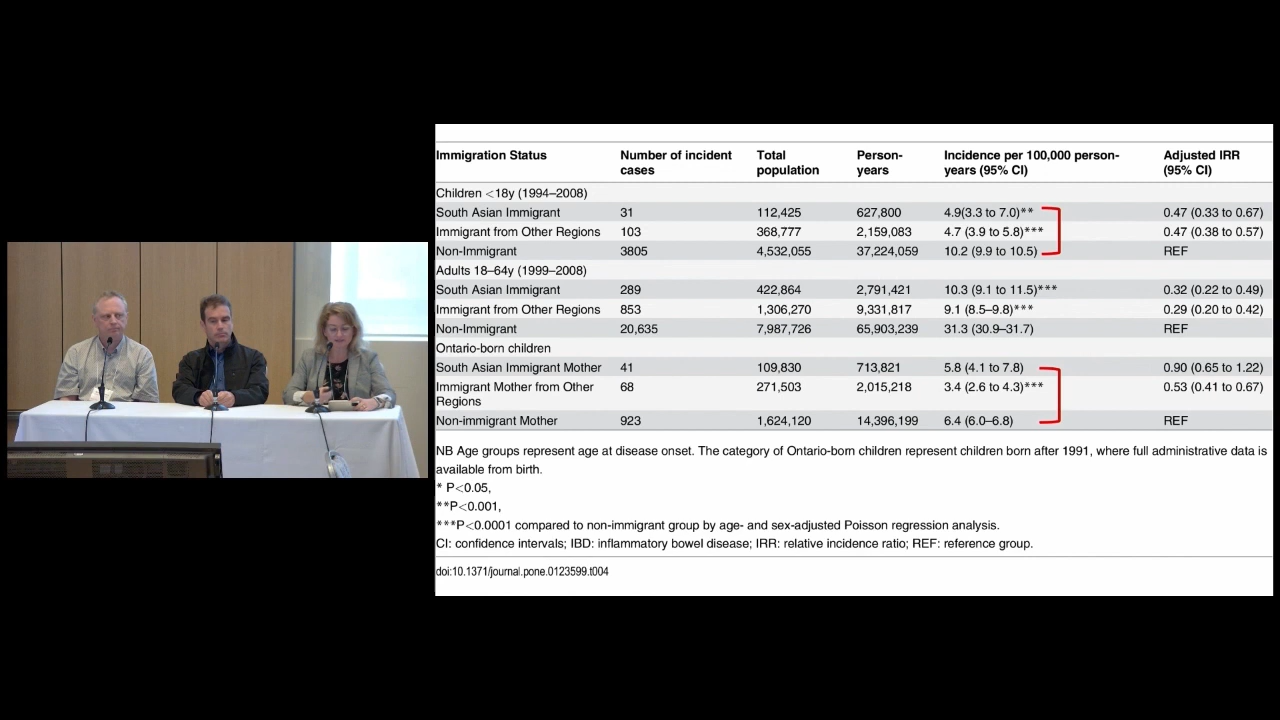 Immigration Status Number of incident cases Total population Person-years Incidence per 100,000 person-years (95% CI) Adjusted IRR (95% CI)
Children <18y (1994–2008)
South Asian Immigrant 31 112,425 627,800 4.9(3.3 to 7.0)** 0.47 (0.33 to 0.67)
Immigrant from Other Regions 103 368,777 2,159,083 4.7 (3.9 to 5.8)*** 0.47 (0.38 to 0.57)
Non-Immigrant 3805 4,532,055 37,224,059 10.2 (9.9 to 10.5) REF
Adults 18–64y (1999–2008)
South Asian Immigrant 289 422,864 2,791,421 10.3 (9.1 to 11.5)*** 0.32 (0.22 to 0.49)
Immigrant from Other Regions 853 1,306,270 9,331,817 9.1 (8.5–9.8)*** 0.29 (0.20 to 0.42)
Non-Immigrant 20,635 7,987,726 65,903,239 31.3 (30.9–31.7) REF
Ontario-born children
South Asian Immigrant Mother 41 109,830 713,821 5.8 (4.1 to 7.8) 0.90 (0.65 to 1.22)
Immigrant Mother from Other Regions 68 271,503 2,015,218 3.4 (2.6 to 4.3)*** 0.53 (0.41 to 0.67)
Non-immigrant Mother 923 1,624,120 14,396,199 6.4 (6.0–6.8) REF
NB Age groups represent age at disease onset. The category of Ontario-born children represent children born after 1991, where full administrative data is
available from birth.
* P<0.05,
**P<0.001,
***P<0.0001 compared to non-immigrant group by age- and sex-adjusted Poisson regression analysis.
CI: confidence intervals; IBD: inflammatory bowel disease; IRR: relative incidence ratio; REF: reference group.
doi:10.1371/journal.pone.0123599.t004